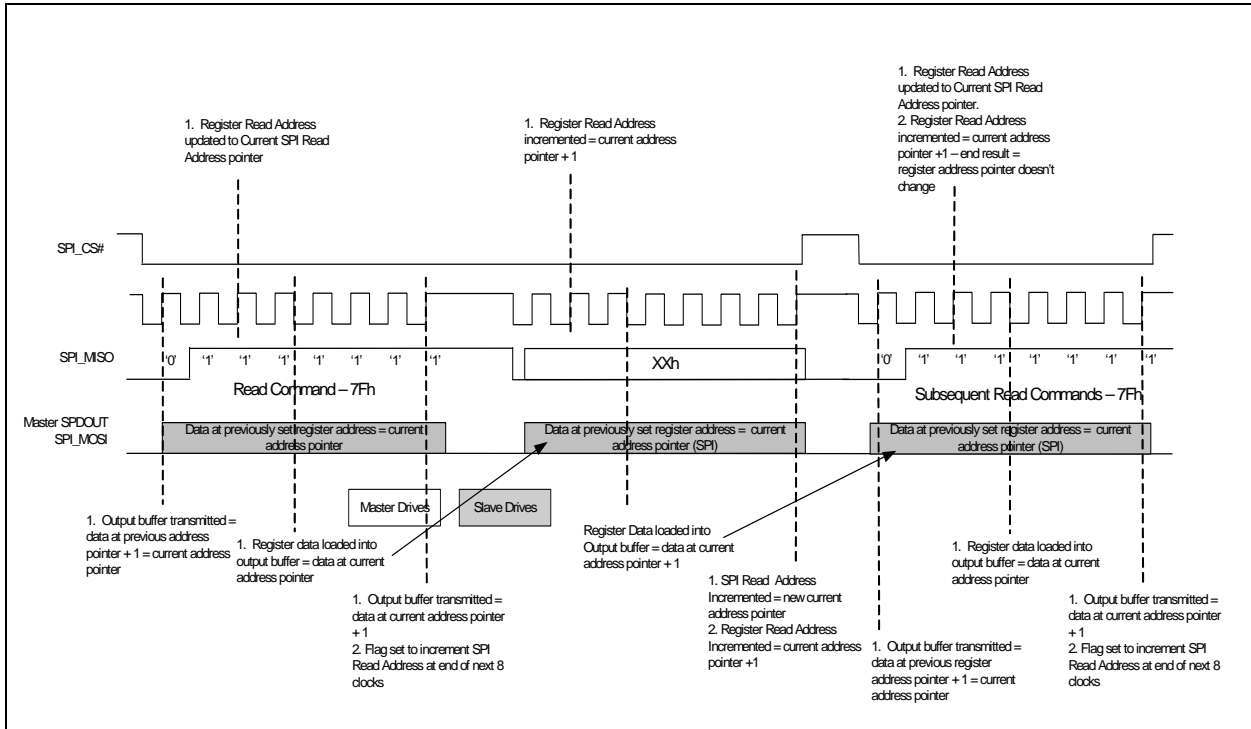 1. Register Read Address
updated to Current SPI Read
Address pointer
1. Register Read Address
incremented = current address
pointer + 1
1. Register Read Address
updated to Current SPI Read
Address pointer.
2. Register Read Address
incremented = current address
pointer +1 – end result =
register address pointer doesn't
change
SPI_CS#
SPI_MISO
'0' '1' '1' '1' '1' '1' '1' '1'
XXh
'0' '1' '1' '1' '1' '1' '1' '1'
Read Command – 7Fh
Subsequent Read Commands – 7Fh
Master SPDOUT
SPI_MOSI
Data at previously set register address = current
address pointer
Data at previously set register address = current
address pointer (SPI)
Data at previously set register address = current
address pointer (SPI)
Master Drives
Slave Drives
1. Output buffer transmitted =
data at previous address
pointer + 1 = current address
pointer
1. Register data loaded into
output buffer = data at current
address pointer
1. Output buffer transmitted =
data at current address pointer
+ 1
2. Flag set to increment SPI
Read Address at end of next 8
clocks
Register Data loaded into
Output buffer = data at current
address pointer + 1
1. SPI Read Address
Incremented = new current
address pointer
2. Register Read Address
Incremented = current address
pointer +1
1. Output buffer transmitted =
data at previous register
address pointer + 1 = current
address pointer
1. Register data loaded into
output buffer = data at current
address pointer
1. Output buffer transmitted =
data at current address pointer
+ 1
2. Flag set to increment SPI
Read Address at end of next 8
clocks